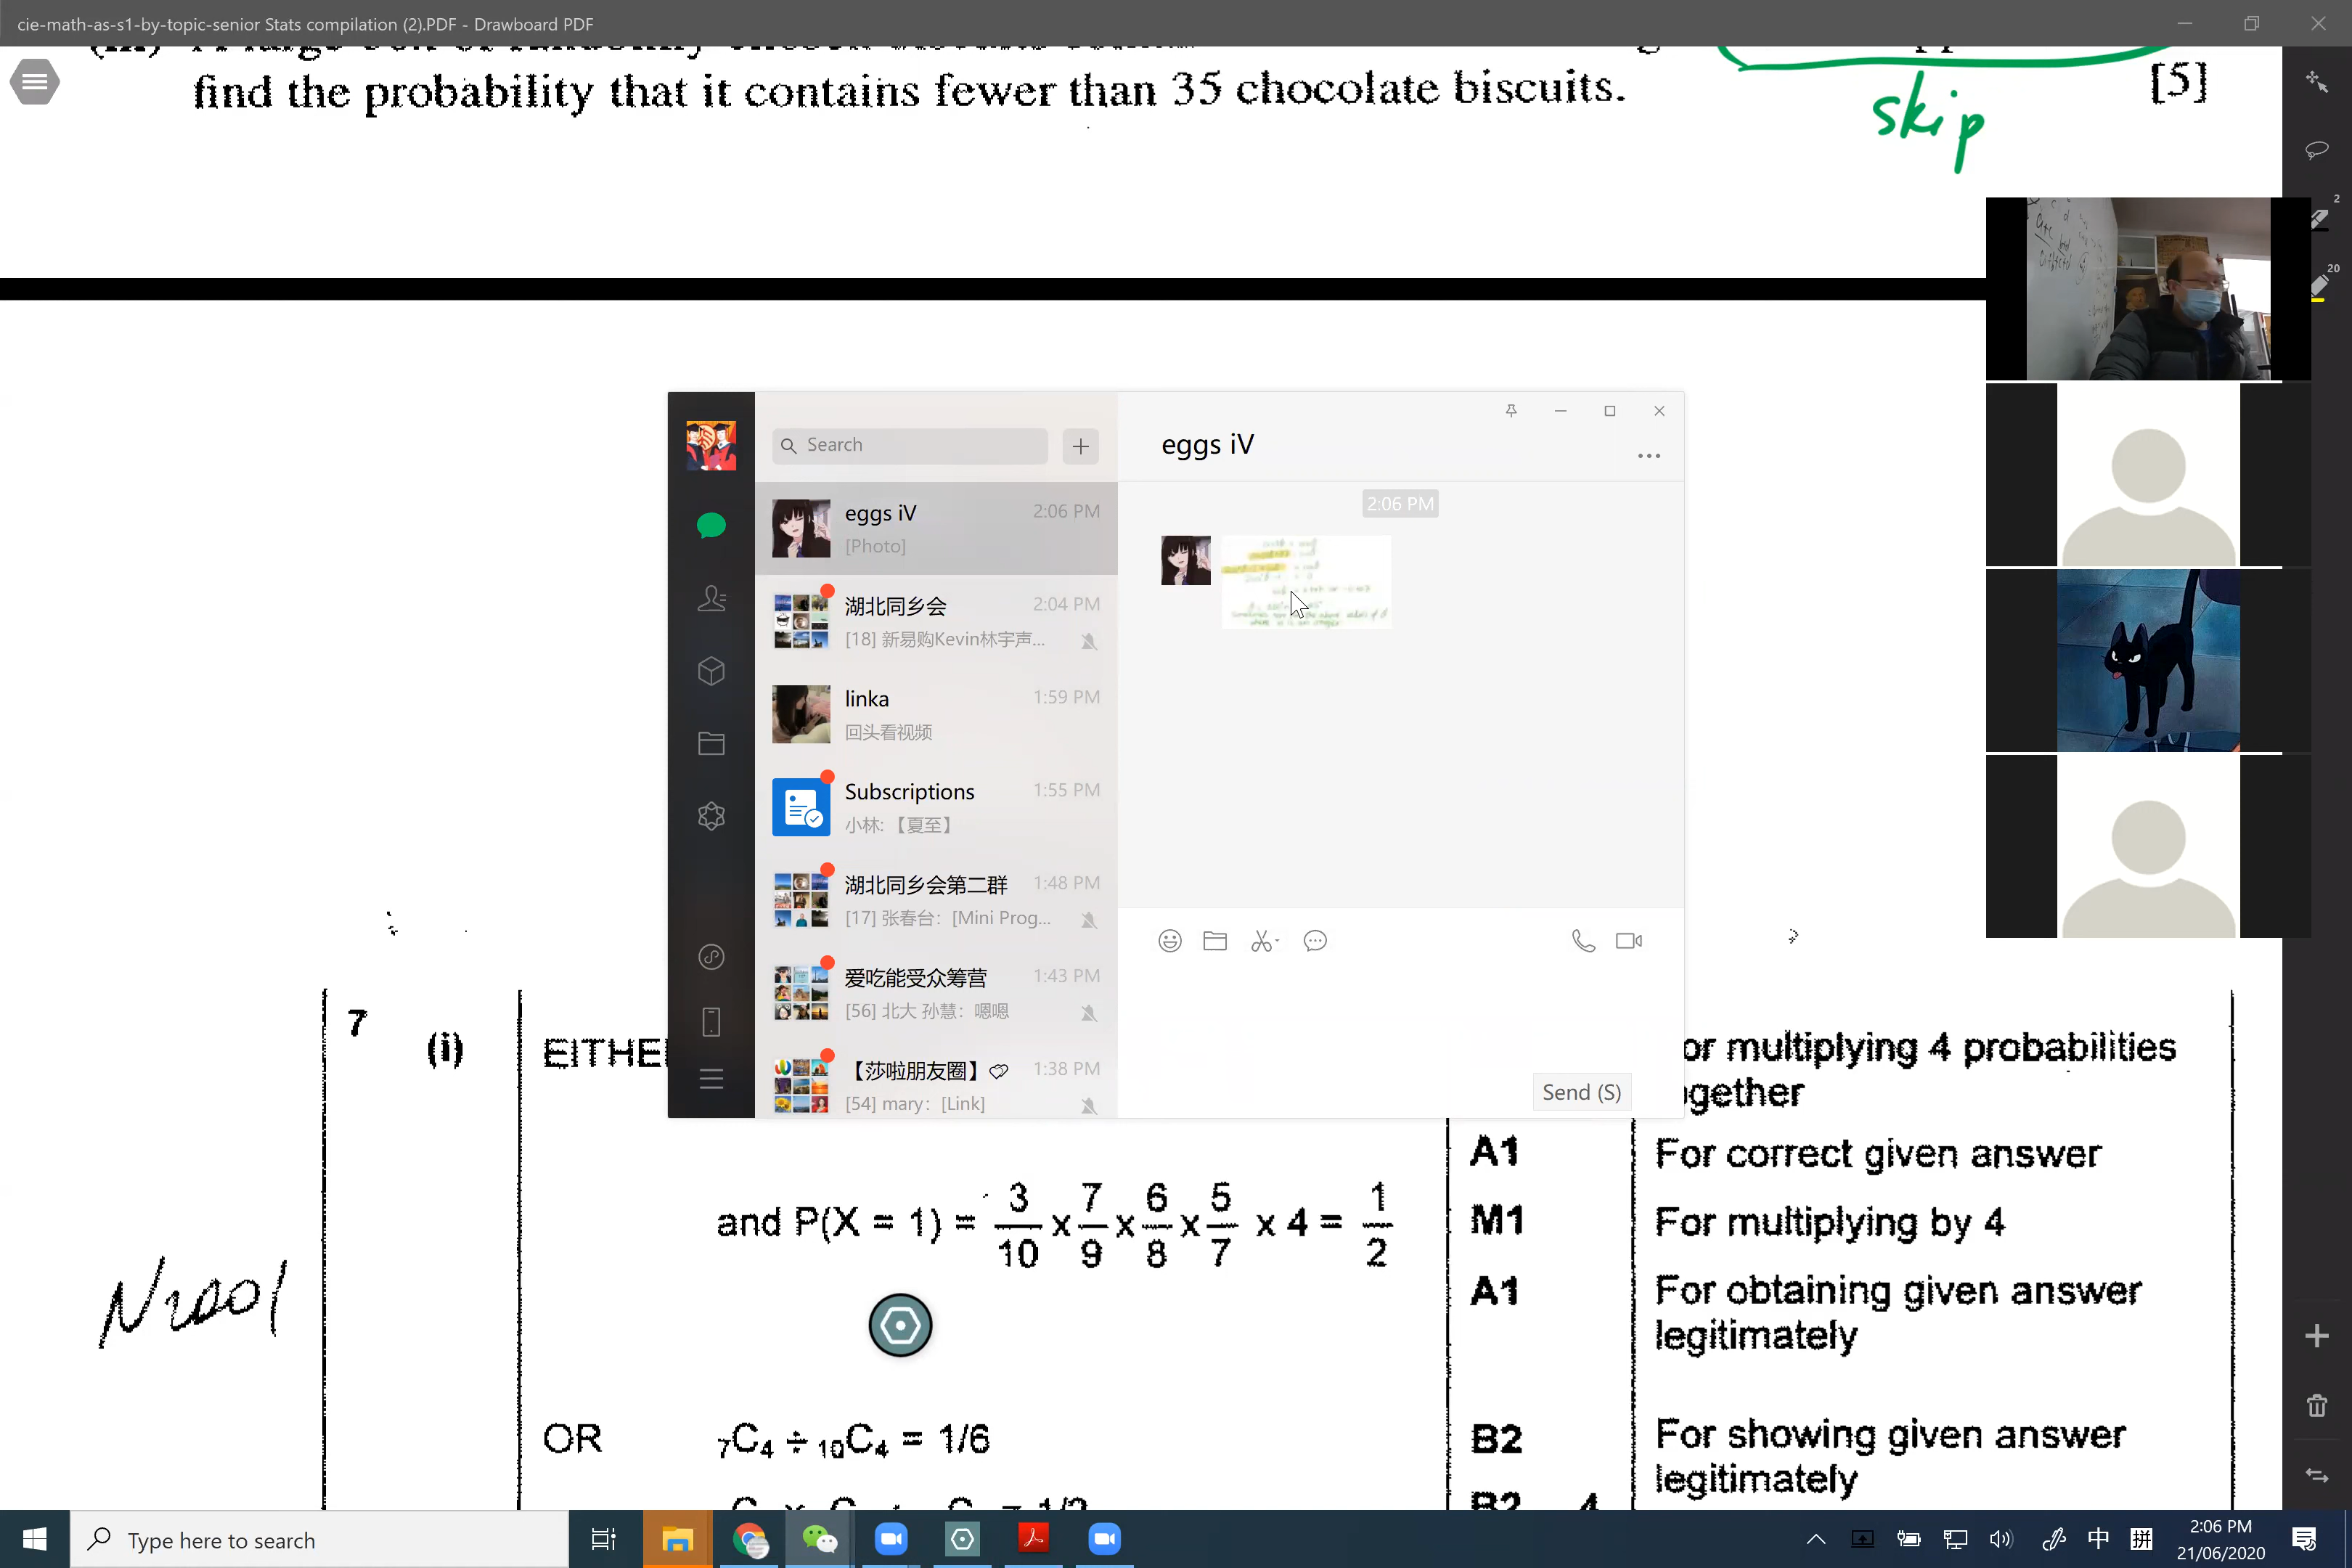 cie-math-as-s1-by-topic-senior Stats compilation (2).PDF - Drawboard PDF
find the probability that it contains fewer than 35 chocolate biscuits.
[5]
skip
2
20
Search
eggs iV
2:06 PM
[Photo]
湖北同乡会
2:04 PM
[18] 新易购Kevin林宇声...
linka
1:59 PM
回头看视频
Subscriptions
1:55 PM
小林: 【夏至】
湖北同乡会第二群
1:48 PM
[17] 张春台: [Mini Prog...
爱吃能受众筹营
1:43 PM
[56] 北大 孙慧: 嗯嗯
【莎啦朋友圈】
1:38 PM
[54] mary: [Link]
eggs iV
2:06 PM
Send (S)
7
(i)
EITHE
or multiplying 4 probabilities
gether
A1 For correct given answer
and P(X = 1) = 3/10 x 7/9 x 6/8 x 5/7 x 4 = 1/2
M1 For multiplying by 4
A1 For obtaining given answer
legitimately
OR ₇C₄ ÷ ₁₀C₄ = 1/6
B2 For showing given answer
legitimately
B2 4
Type here to search
中
拼
2:06 PM
21/06/2020